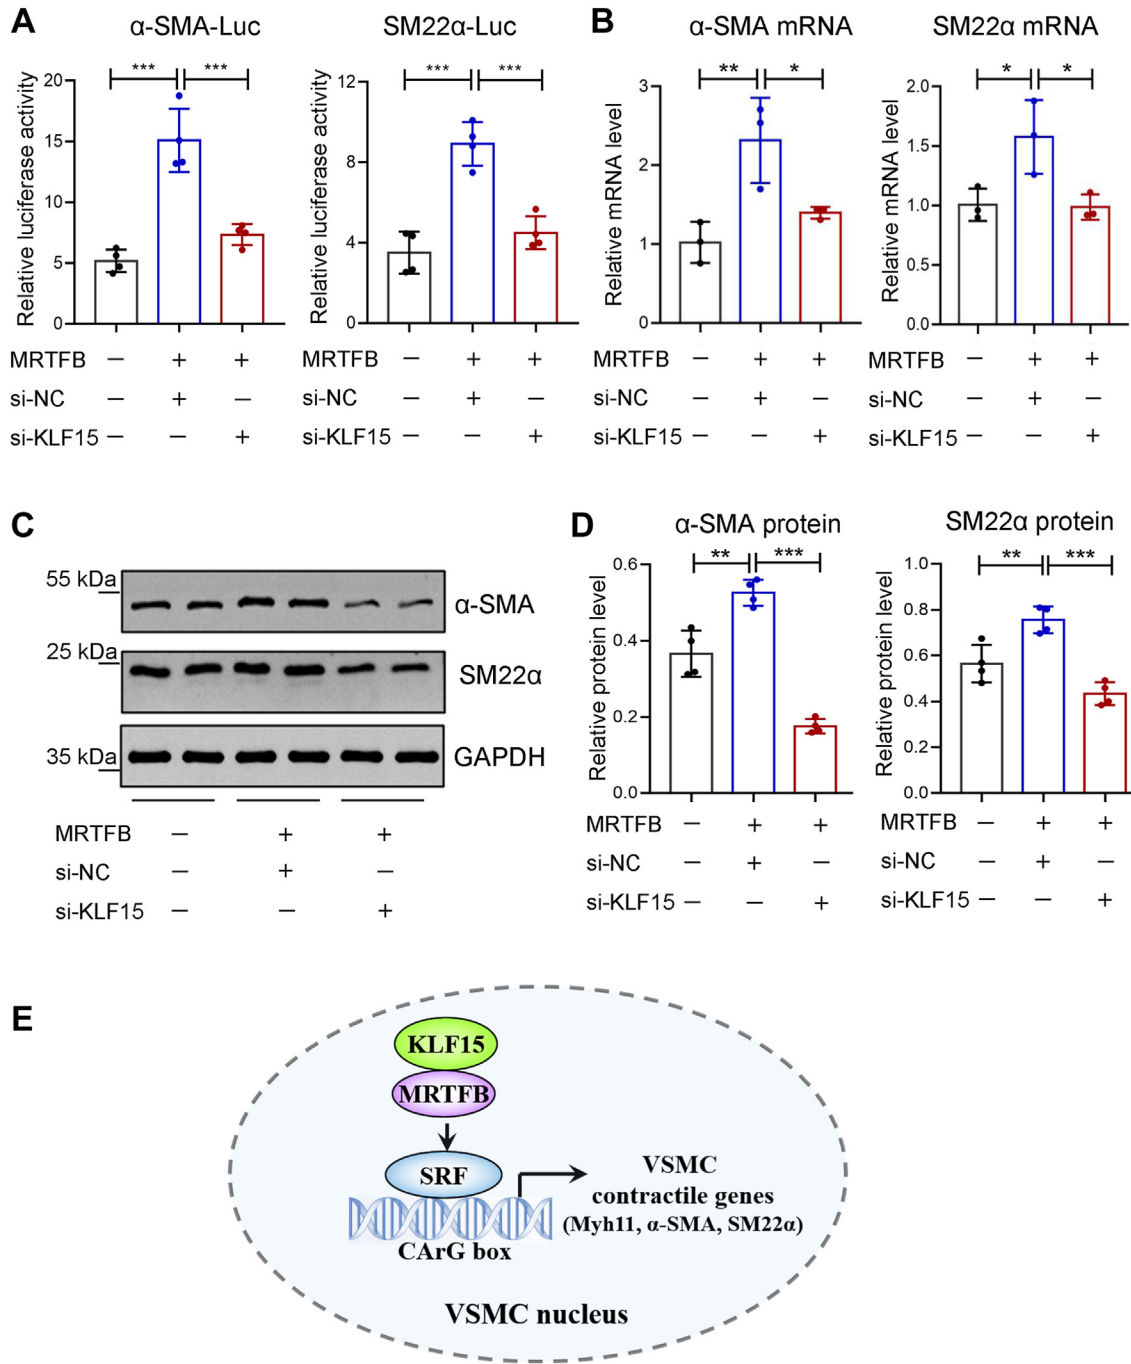 A
α-SMA-Luc
SM22α-Luc
Relative luciferase activity
20
15
10
5
0
*** ***
MRTFB − + +
si-NC − + −
si-KLF15 − − +
Relative luciferase activity
12
8
4
0
*** ***
MRTFB − + +
si-NC − + −
si-KLF15 − − +
B
α-SMA mRNA
SM22α mRNA
Relative mRNA level
3
2
1
0
** *
MRTFB − + +
si-NC − + −
si-KLF15 − − +
Relative mRNA level
2.0
1.5
1.0
0.5
0.0
* *
MRTFB − + +
si-NC − + −
si-KLF15 − − +
C
55 kDa
α-SMA
25 kDa
SM22α
35 kDa
GAPDH
MRTFB − + +
si-NC − + −
si-KLF15 − − +
D
α-SMA protein
SM22α protein
Relative protein level
0.6
0.4
0.2
0.0
** ***
MRTFB − + +
si-NC − + −
si-KLF15 − − +
Relative protein level
1.0
0.8
0.6
0.4
0.2
0.0
** ***
MRTFB − + +
si-NC − + −
si-KLF15 − − +
E
KLF15
MRTFB
SRF
CArG box
VSMC
contractile genes
(Myh11, α-SMA, SM22α)
VSMC nucleus